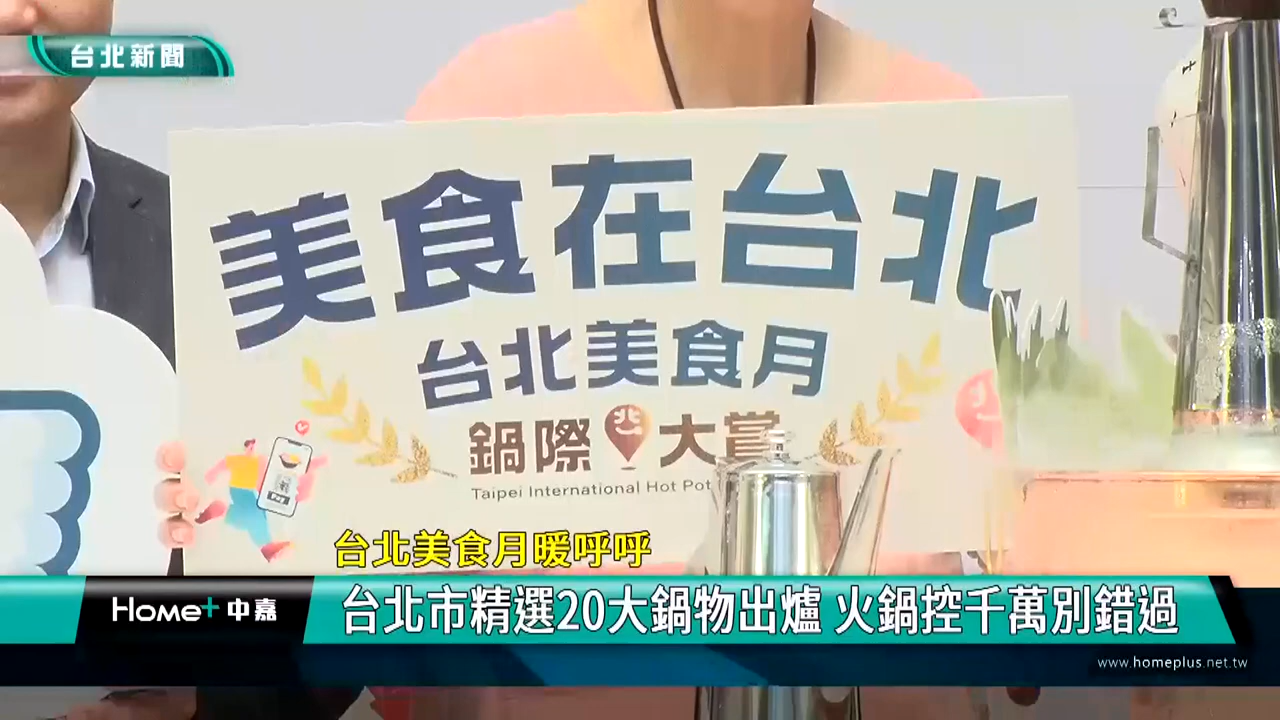 台北新聞
美食在台北
台北美食月
鍋際 北 大賞
Taipei International Hot Pot
Pay
台北美食月暖呼呼
Home+中嘉
台北市精選20大鍋物出爐 火鍋控千萬別錯過
www.homeplus.net.tw